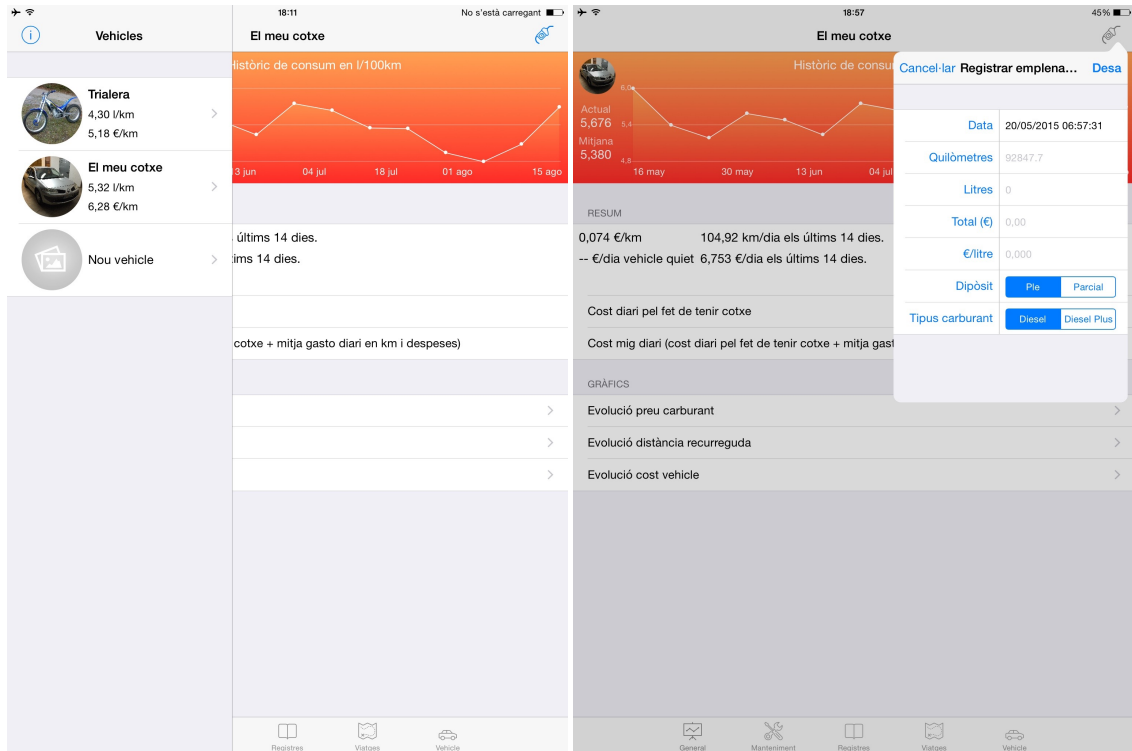 18:11
No s'està carregant
Vehicles
El meu cotxe
Trialera
4,30 l/km
5,18 €/km
El meu cotxe
5,32 l/km
6,28 €/km
Nou vehicle
Històric de consum en l/100km
13 jun 04 jul 18 jul 01 ago 15 ago
últims 14 dies.
ims 14 dies.
cotxe + mitja gasto diari en km i despeses)
Registres Viatges Vehicle
18:57
45%
El meu cotxe
Històric de consu
Actual
5,676
Mitjana
5,380
6,0
5,4
4,8
16 may 30 may 13 jun 04 jul
RESUM
0,074 €/km 104,92 km/dia els últims 14 dies.
-- €/dia vehicle quiet 6,753 €/dia els últims 14 dies.
Cost diari pel fet de tenir cotxe
Cost mig diari (cost diari pel fet de tenir cotxe + mitja gast
GRÀFICS
Evolució preu carburant
Evolució distància recurreguda
Evolució cost vehicle
Cancel·lar Registrar emplena... Desa
Data 20/05/2015 06:57:31
Quilòmetres 92847.7
Litres 0
Total (€) 0,00
€/litre 0,000
Dipòsit Ple Parcial
Tipus carburant Diesel Diesel Plus
General Manteniment Registres Viatges Vehicle